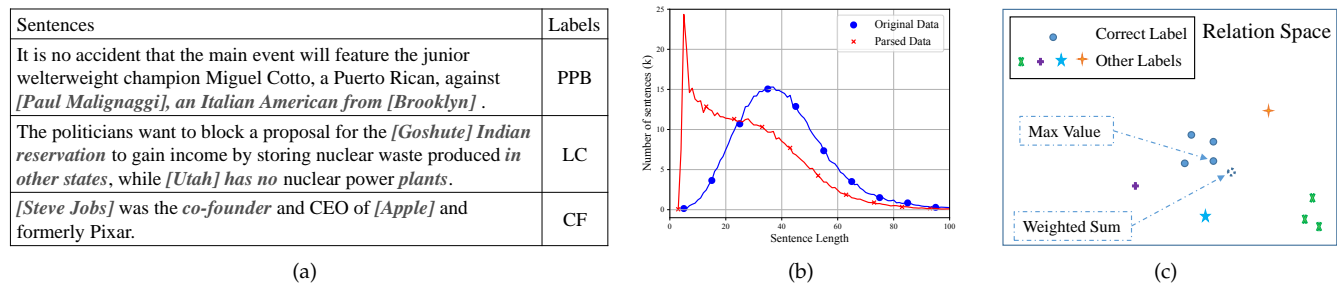 Sentences Labels
It is no accident that the main event will feature the junior
welterweight champion Miguel Cotto, a Puerto Rican, against
[Paul Malignaggi], an Italian American from [Brooklyn] .
PPB
The politicians want to block a proposal for the [Goshute] Indian
reservation to gain income by storing nuclear waste produced in
other states, while [Utah] has no nuclear power plants.
LC
[Steve Jobs] was the co-founder and CEO of [Apple] and
formerly Pixar.
CF
(a)
Number of sentences (k)
25
20
15
10
5
0
0 20 40 60 80 100
Sentence Length
Original Data
Parsed Data
(b)
Correct Label
Other Labels
Relation Space
Max Value
Weighted Sum
(c)